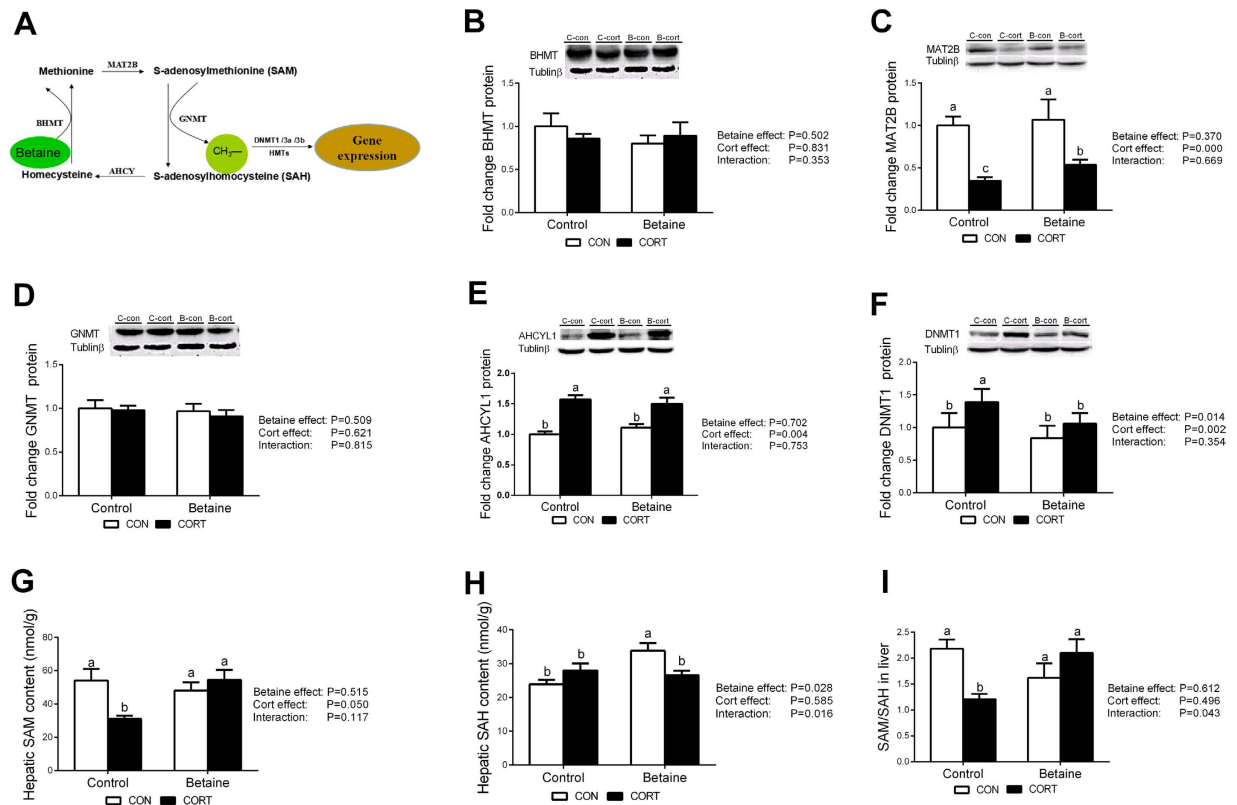 A
Methionine
MAT2B
S-adenosylmethionine (SAM)
BHMT
GNMT
Betaine
CH3—
DNMT1 /3a /3b
HMTs
Gene
expression
Homecysteine
AHCY
S-adenosylhomocysteine (SAH)
B
C-con C-cort B-con B-cort
BHMT
Tublinβ
Fold change BHMT protein
1.5
1.0
0.5
0.0
Control Betaine
CON CORT
Betaine effect: P=0.502
Cort effect: P=0.831
Interaction: P=0.353
C
C-con C-cort B-con B-cort
MAT2B
Tublinβ
Fold change MAT2B protein
1.5
1.0
0.5
0.0
a c a b
Control Betaine
CON CORT
Betaine effect: P=0.370
Cort effect: P=0.000
Interaction: P=0.669
D
C-con C-cort B-con B-cort
GNMT
Tublinβ
Fold change GNMT protein
1.5
1.0
0.5
0.0
Control Betaine
CON CORT
Betaine effect: P=0.509
Cort effect: P=0.621
Interaction: P=0.815
E
C-con C-cort B-con B-cort
AHCYL1
Tublinβ
Fold change AHCYL1 protein
2.0
1.5
1.0
0.5
0.0
b a b a
Control Betaine
CON CORT
Betaine effect: P=0.702
Cort effect: P=0.004
Interaction: P=0.753
F
C-con C-cort B-con B-cort
DNMT1
Tublinβ
Fold change DNMT1 protein
2.0
1.5
1.0
0.5
0.0
b a b b
Control Betaine
CON CORT
Betaine effect: P=0.014
Cort effect: P=0.002
Interaction: P=0.354
G
Hepatic SAM content (nmol/g)
80
60
40
20
0
a b a a
Control Betaine
CON CORT
Betaine effect: P=0.515
Cort effect: P=0.050
Interaction: P=0.117
H
Hepatic SAH content (nmol/g)
50
40
30
20
10
0
b b a b
Control Betaine
CON CORT
Betaine effect: P=0.028
Cort effect: P=0.585
Interaction: P=0.016
I
SAM/SAH in liver
2.5
2.0
1.5
1.0
0.5
0.0
a b a a
Control Betaine
CON CORT
Betaine effect: P=0.612
Cort effect: P=0.496
Interaction: P=0.043